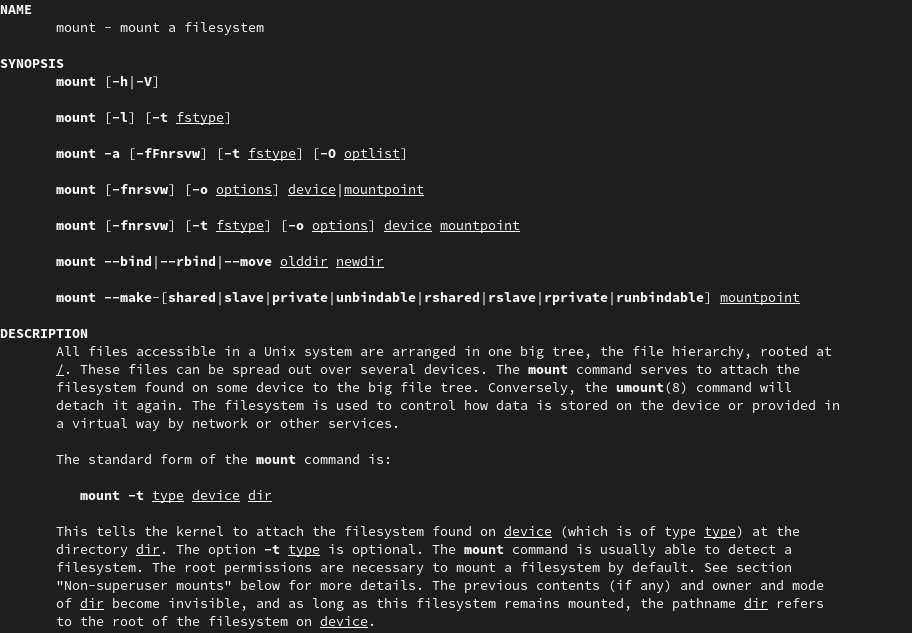 NAME
mount - mount a filesystem
SYNOPSIS
mount [-h|-V]
mount [-l] [-t fstype]
mount -a [-fFnrsvw] [-t fstype] [-O optlist]
mount [-fnrsvw] [-o options] device|mountpoint
mount [-fnrsvw] [-t fstype] [-o options] device mountpoint
mount --bind|--rbind|--move olddir newdir
mount --make-[shared|slave|private|unbindable|rshared|rslave|rprivate|runbindable] mountpoint
DESCRIPTION
All files accessible in a Unix system are arranged in one big tree, the file hierarchy, rooted at
/. These files can be spread out over several devices. The mount command serves to attach the
filesystem found on some device to the big file tree. Conversely, the umount(8) command will
detach it again. The filesystem is used to control how data is stored on the device or provided in
a virtual way by network or other services.
The standard form of the mount command is:
mount -t type device dir
This tells the kernel to attach the filesystem found on device (which is of type type) at the
directory dir. The option -t type is optional. The mount command is usually able to detect a
filesystem. The root permissions are necessary to mount a filesystem by default. See section
"Non-superuser mounts" below for more details. The previous contents (if any) and owner and mode
of dir become invisible, and as long as this filesystem remains mounted, the pathname dir refers
to the root of the filesystem on device.